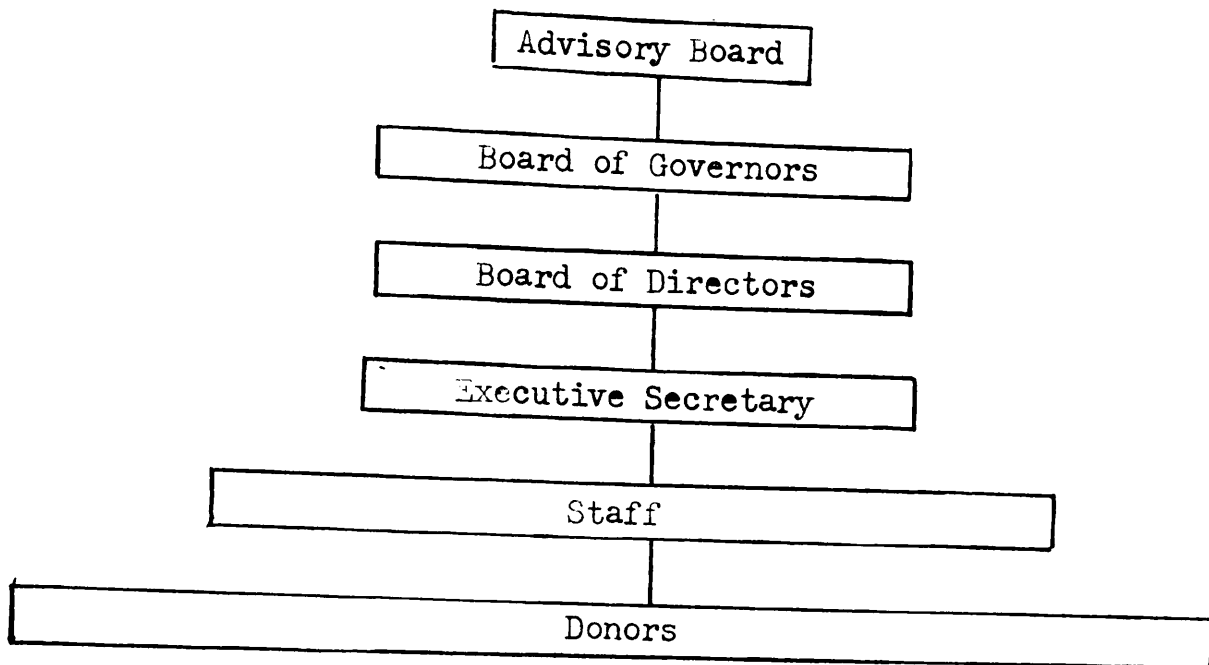 Advisory Board
Board of Governors
Board of Directors
Executive Secretary
Staff
Donors